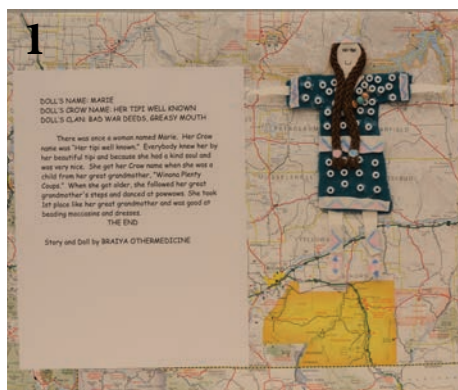 1
DOLL'S NAME: MARIE
DOLL'S CROW NAME: HER TIPI WELL KNOWN
DOLL'S CLAN: BAD WAR DEEDS, GREASY MOUTH
There was once a woman named Marie. Her Crow
name was "Her tipi well known." Everybody knew her by
her beautiful tipi and because she had a kind soul and
was very nice. She got her Crow name when she was a
child from her great grandmother, "Winona Plenty
Coups." When she got older, she followed her great
grandmother's steps and danced at powwows. She took
1st place like her great grandmother and was good at
beading moccasins and dresses.
THE END
Story and Doll by BRAIYA OTHERMEDICINE